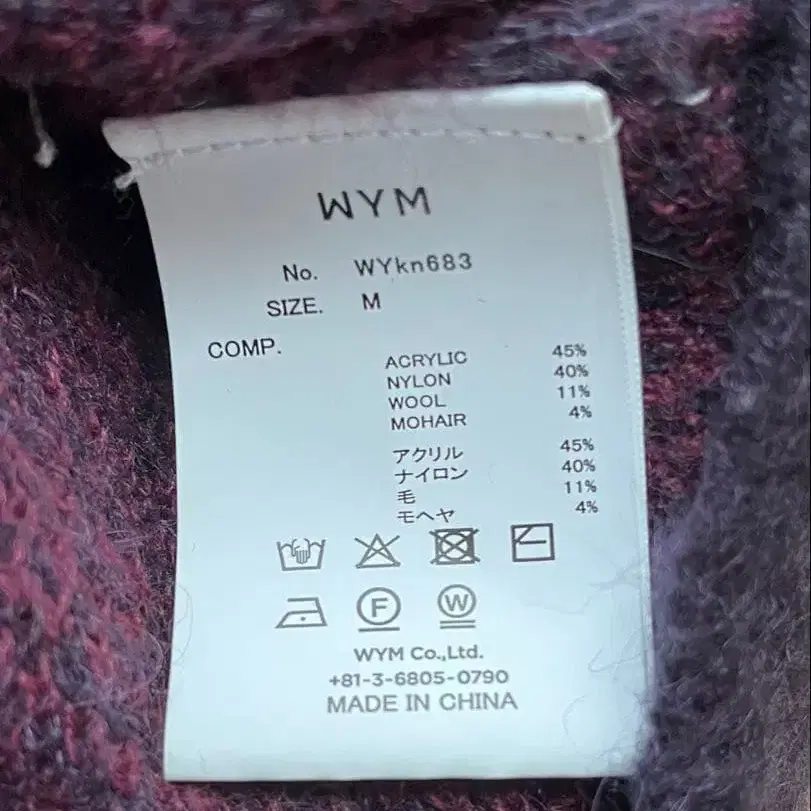 WYM
No. WYkn683
SIZE. M
COMP.
ACRYLIC 45%
NYLON 40%
WOOL 11%
MOHAIR 4%
アクリル 45%
ナイロン 40%
毛 11%
モヘヤ 4%
F W
WYM Co.,Ltd.
+81-3-6805-0790
MADE IN CHINA